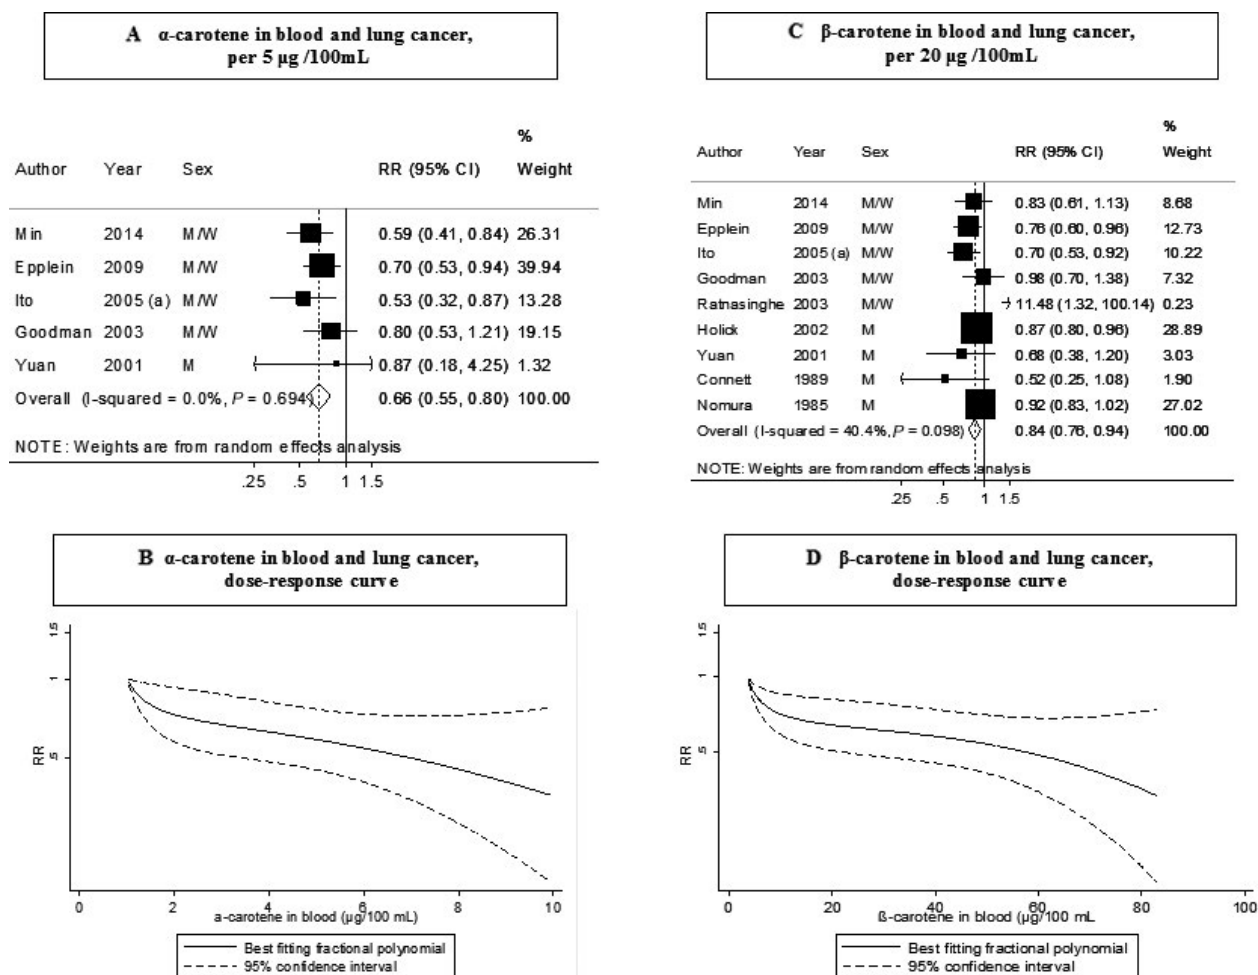 A α-carotene in blood and lung cancer,
per 5 µg /100mL
%
Author Year Sex RR (95% CI) Weight
Min 2014 M/W 0.59 (0.41, 0.84) 26.31
Epplein 2009 M/W 0.70 (0.53, 0.94) 39.94
Ito 2005 (a) M/W 0.53 (0.32, 0.87) 13.28
Goodman 2003 M/W 0.80 (0.53, 1.21) 19.15
Yuan 2001 M 0.87 (0.18, 4.25) 1.32
Overall (I-squared = 0.0%, P = 0.694) 0.66 (0.55, 0.80) 100.00
NOTE: Weights are from random effects analysis
.25 .5 1 1.5
C β-carotene in blood and lung cancer,
per 20 µg /100mL
%
Author Year Sex RR (95% CI) Weight
Min 2014 M/W 0.83 (0.61, 1.13) 8.68
Epplein 2009 M/W 0.76 (0.60, 0.96) 12.73
Ito 2005 (a) M/W 0.70 (0.53, 0.92) 10.22
Goodman 2003 M/W 0.98 (0.70, 1.38) 7.32
Ratnasinghe 2003 M/W 11.48 (1.32, 100.14) 0.23
Holick 2002 M 0.87 (0.80, 0.96) 28.89
Yuan 2001 M 0.68 (0.38, 1.20) 3.03
Connett 1989 M 0.52 (0.25, 1.08) 1.90
Nomura 1985 M 0.92 (0.83, 1.02) 27.02
Overall (I-squared = 40.4%, P = 0.098) 0.84 (0.76, 0.94) 100.00
NOTE: Weights are from random effects analysis
.25 .5 1 1.5
B α-carotene in blood and lung cancer,
dose-response curve
1.5
1
.5
RR
0 2 4 6 8 10
a-carotene in blood (µg/100 mL)
Best fitting fractional polynomial
95% confidence interval
D β-carotene in blood and lung cancer,
dose-response curve
1.5
1
.5
RR
0 20 40 60 80 100
ß-carotene in blood (µg/100 mL
Best fitting fractional polynomial
95% confidence interval